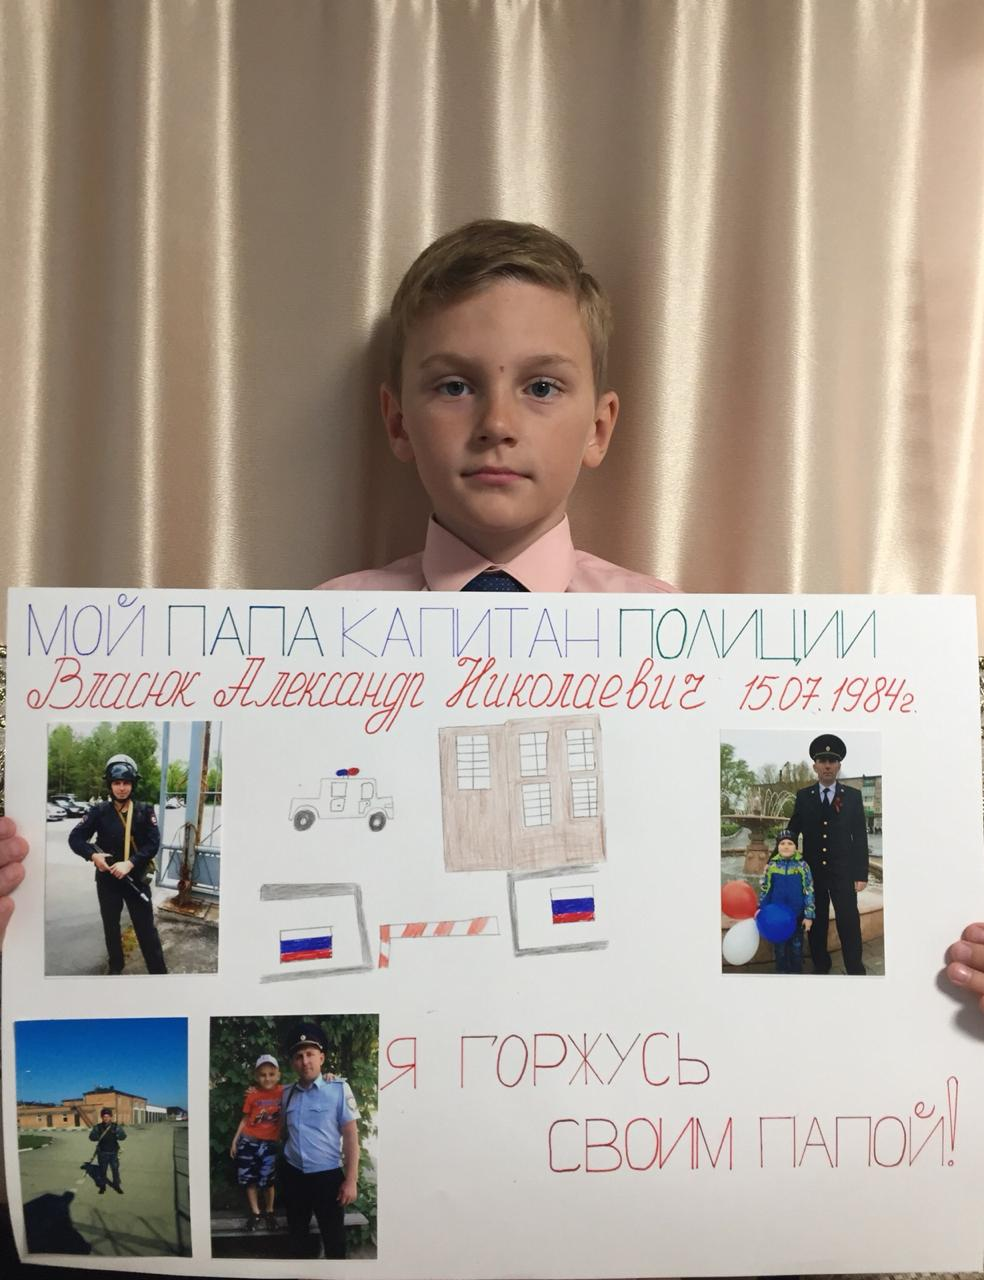 МОЙ ПАПА КАПИТАН ПОЛИЦИИ
Власюк Александр Николаевич 15.07.1984г.
Я ГОРЖУСЬ
СВОИМ ПАПОЙ!